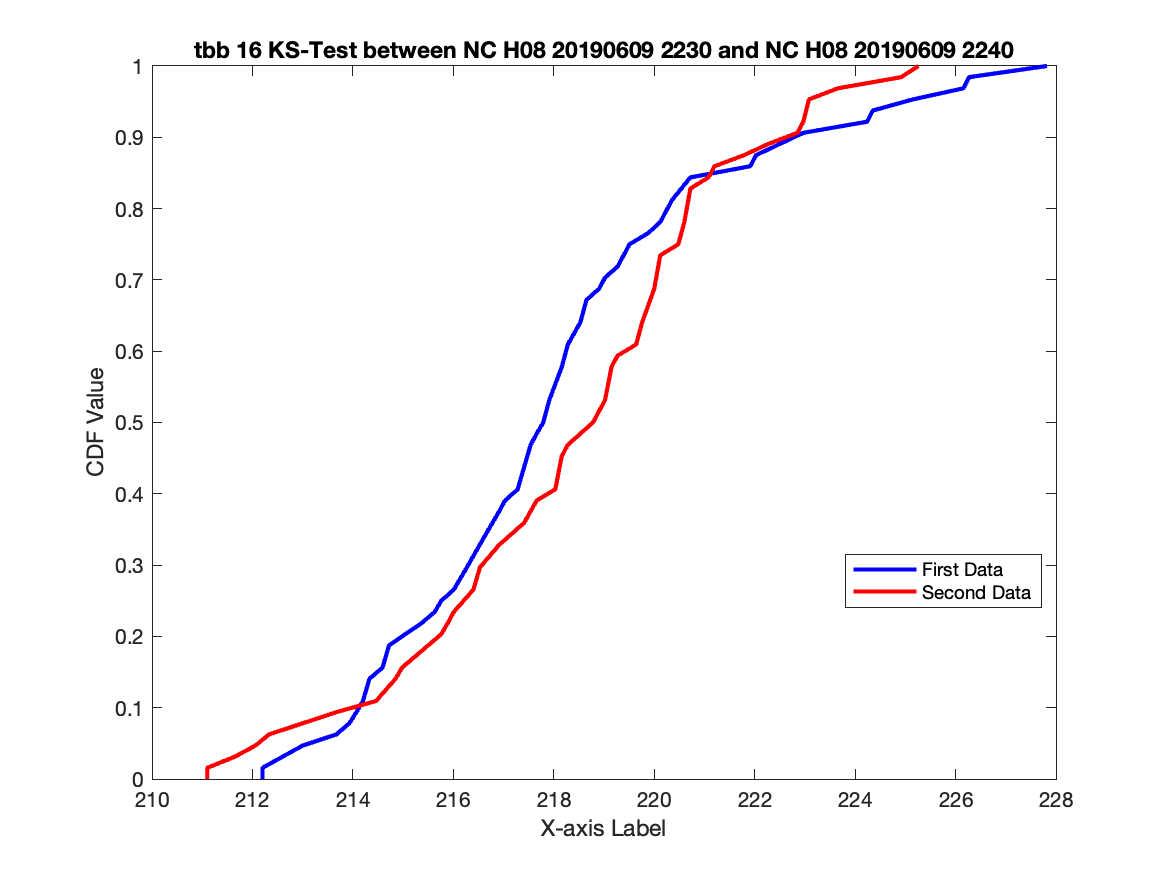 tbb 16 KS-Test between NC H08 20190609 2230 and NC H08 20190609 2240
1
0.9
0.8
0.7
0.6
0.5
0.4
0.3
0.2
0.1
0
CDF Value
First Data
Second Data
210 212 214 216 218 220 222 224 226 228
X-axis Label